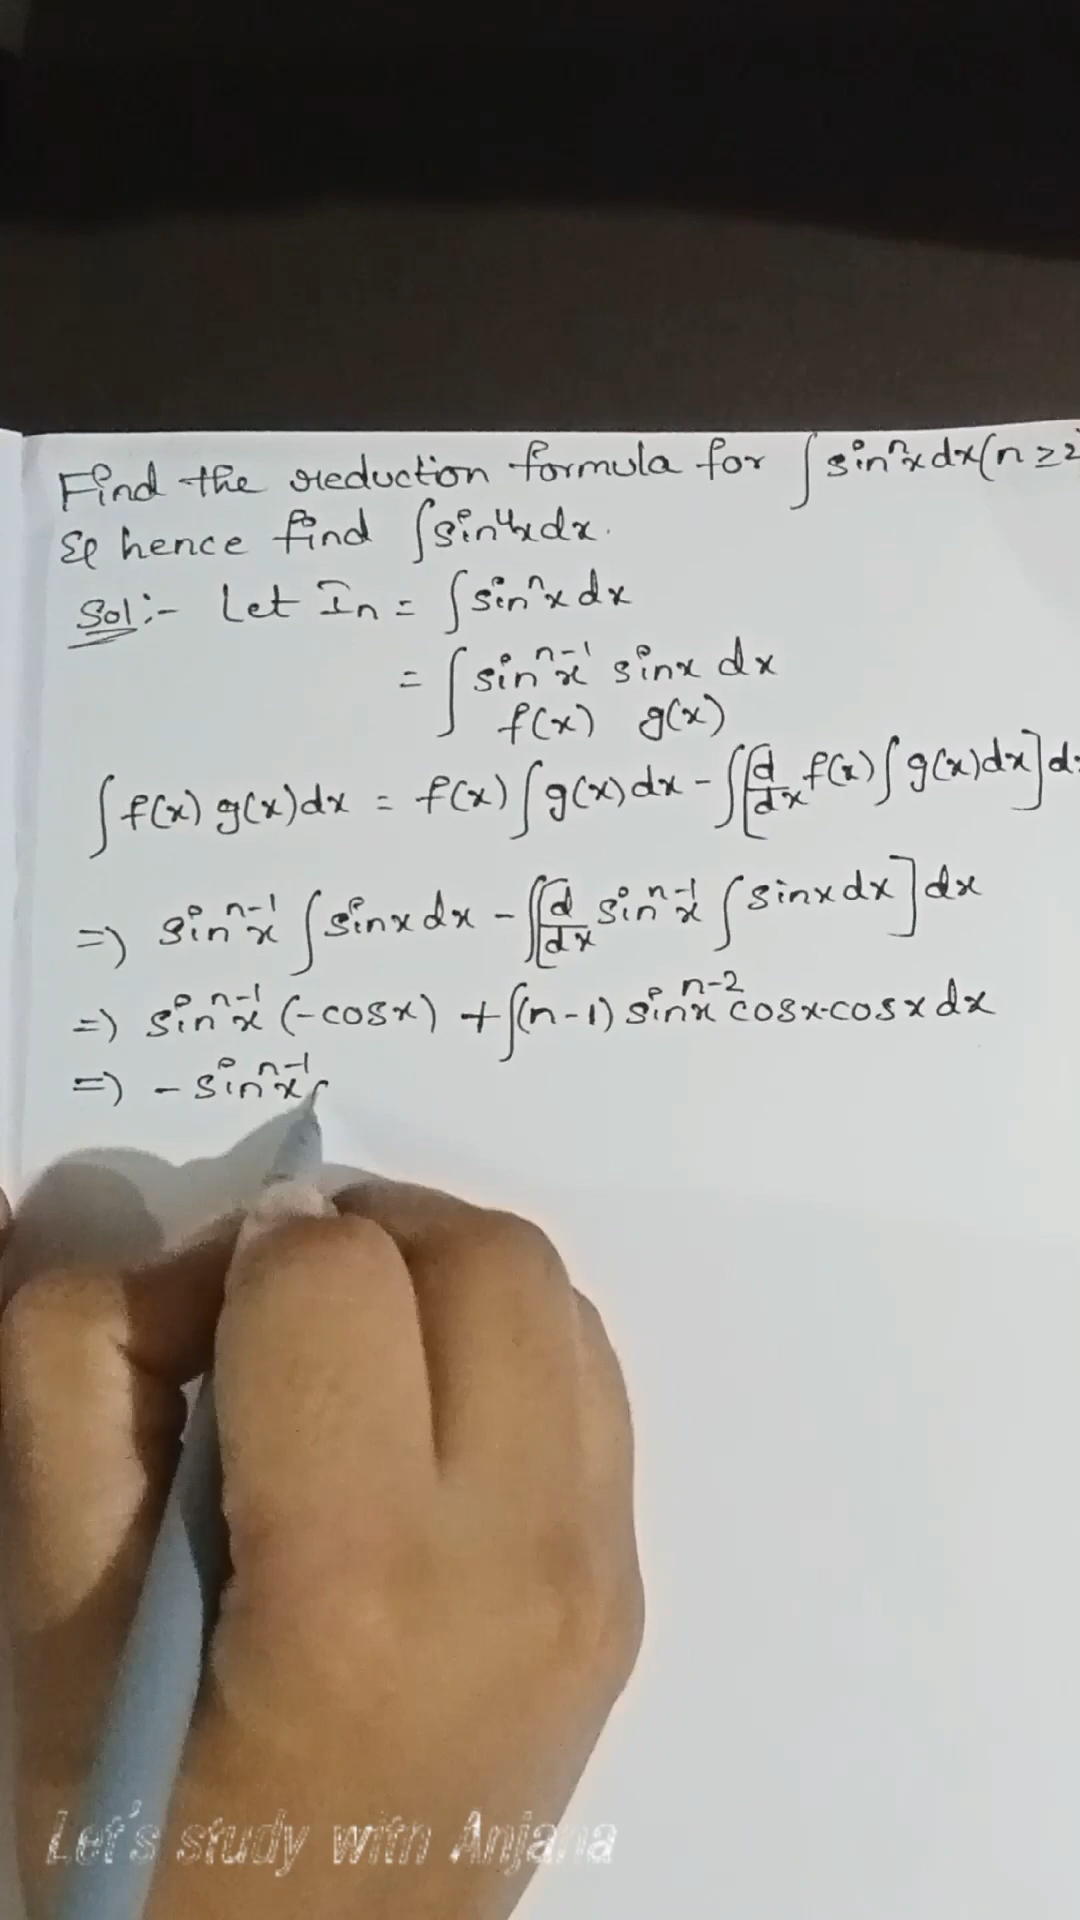 Find the reduction formula for ∫sinⁿx dx (n ≥ 2)
& hence find ∫sin⁴x dx.
Sol:- Let Iₙ = ∫sinⁿx dx
= ∫sinⁿ⁻¹x sinx dx
f(x) g(x)
∫f(x) g(x)dx = f(x)∫g(x)dx - ∫[d/dx f(x)∫g(x)dx]d
=) sinⁿ⁻¹x ∫sinx dx - ∫[d/dx sinⁿ⁻¹x ∫sinx dx]dx
=) sinⁿ⁻¹x (-cosx) + ∫(n-1) sinⁿ⁻²x cosx·cosx dx
=) - sinⁿ⁻¹x
Let's study with Anjana